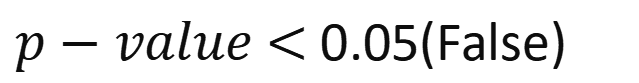 p − value < 0.05(False)